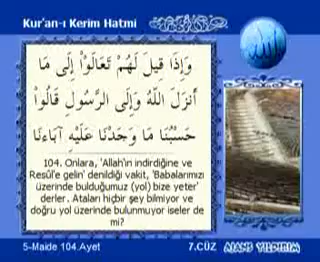 Kur'an-ı Kerim Hatmi
وَإِذَا قِيلَ لَهُمْ تَعَالَوْا إِلَى مَا
أَنزَلَ اللَّهُ وَإِلَى الرَّسُولِ قَالُوا
حَسْبُنَا مَا وَجَدْنَا عَلَيْهِ آبَاءَنَا
104. Onlara, 'Allah'ın indirdiğine ve
Resûl'e gelin' denildiği vakit, 'Babalarımızı
üzerinde bulduğumuz (yol) bize yeter'
derler. Ataları hiçbir şey bilmiyor ve
doğru yol üzerinde bulunmuyor iseler de
mi?
5-Maide 104.Ayet
7.CÜZ
AJANS YILDIRIM